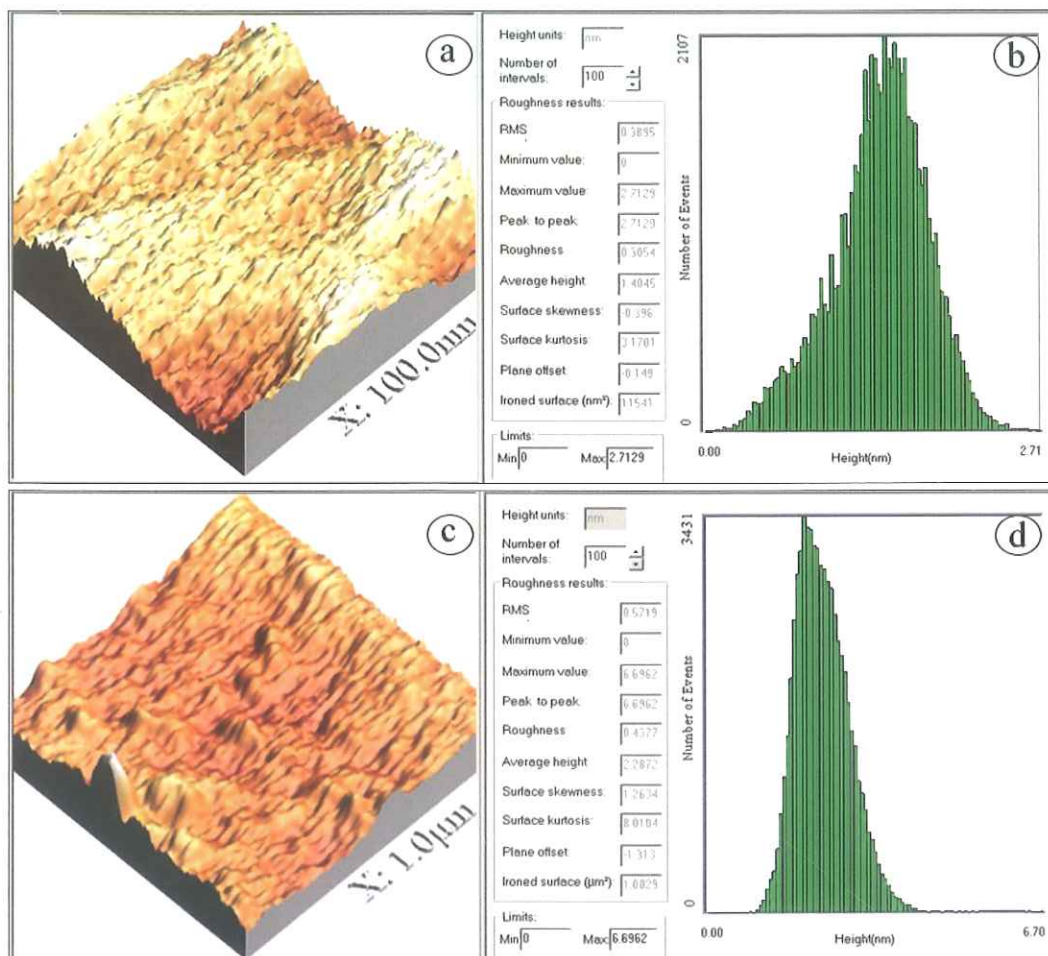 a
X: 100.0nm
Height units: nm
Number of
intervals: 100
Roughness results:
RMS 0.3895
Minimum value: 0
Maximum value 2.7129
Peak to peak 2.7129
Roughness 0.3054
Average height 1.4045
Surface skewness: -0.396
Surface kurtosis 3.1701
Plane offset -0.149
Ironed surface (nm²).
Limits:
Min 0 Max 2.7129
b
2107
Number of Events
0
0.00
2.71
Height(nm)
c
X: 1.0µm
Height units: nm
Number of
intervals: 100
Roughness results:
RMS 0.5719
Minimum value: 0
Maximum value: 6.6962
Peak to peak 6.6962
Roughness 0.4377
Average height 2.2872
Surface skewness. 1.2634
Surface kurtosis:
Plane offset -1.313
Ironed surface (µm²) 1.0029
Limits:
Min 0 Max 6.6962
d
3431
Number of Events
0
0.00
6.70
Height(nm)